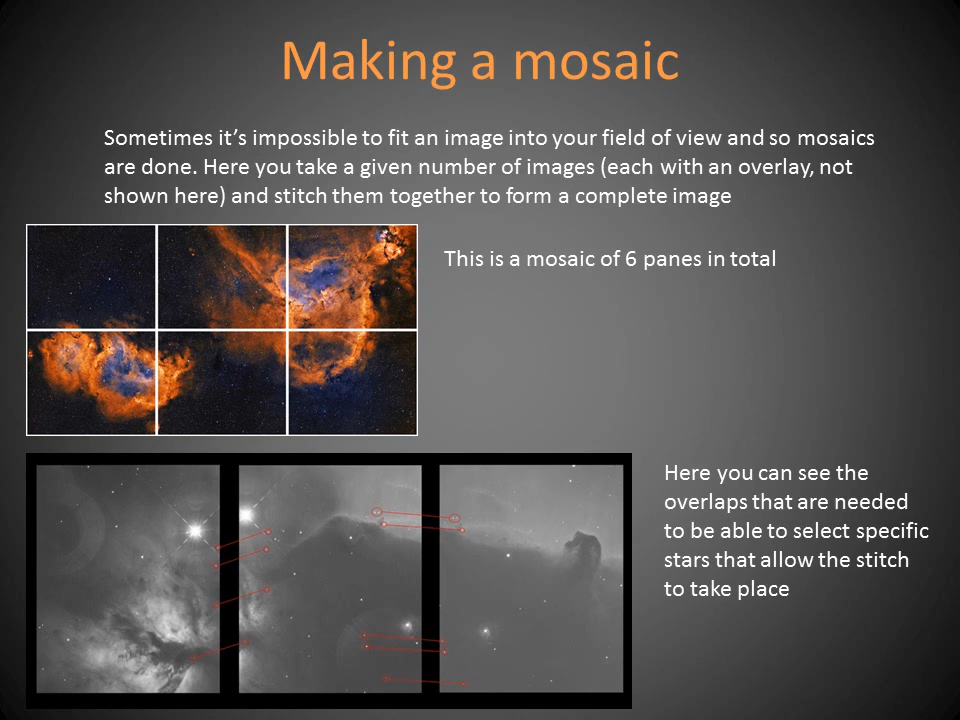 Making a mosaic
Sometimes it’s impossible to fit an image into your field of view and so mosaics
are done. Here you take a given number of images (each with an overlay, not
shown here) and stitch them together to form a complete image
This is a mosaic of 6 panes in total
Here you can see the
overlaps that are needed
to be able to select specific
stars that allow the stitch
to take place